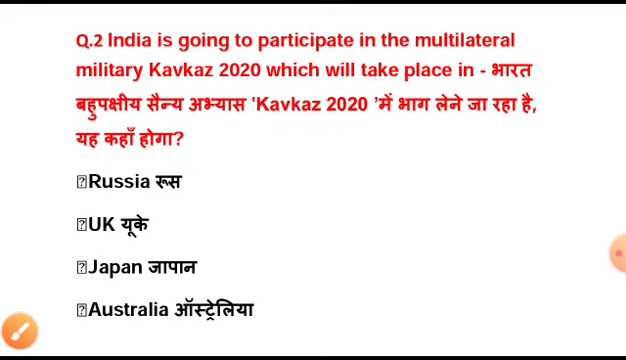 Q.2 India is going to participate in the multilateral
military Kavkaz 2020 which will take place in - भारत
बहुपक्षीय सैन्य अभ्यास 'Kavkaz 2020 'में भाग लेने जा रहा है,
यह कहाँ होगा?
Russia रूस
UK यूके
Japan जापान
Australia ऑस्ट्रेलिया